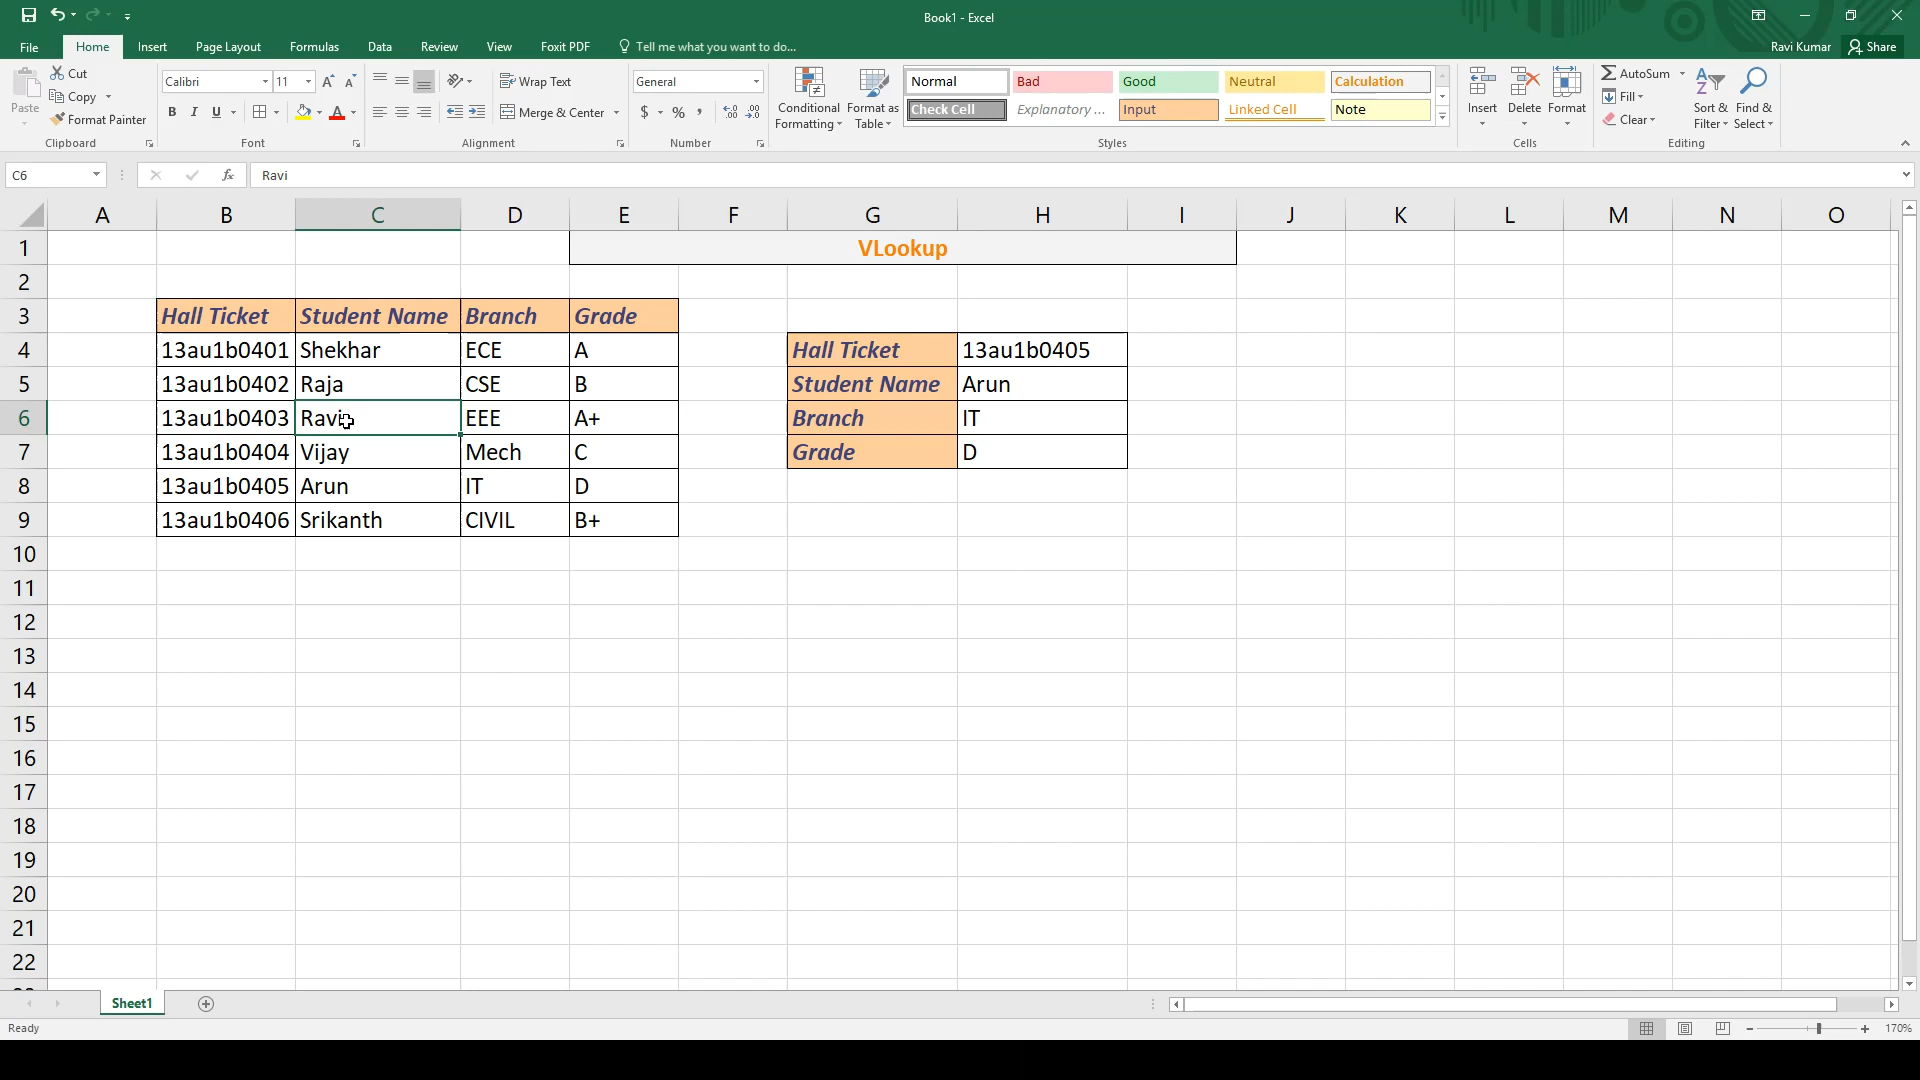 Book1 - Excel
File Home Insert Page Layout Formulas Data Review View Foxit PDF Tell me what you want to do... Ravi Kumar Share
Paste
Cut
Copy
Format Painter
Clipboard
Calibri 11
B I U
Font
Wrap Text
Merge & Center
Alignment
General
$ % ,
Number
Conditional Formatting
Format as Table
Normal Bad Good Neutral Calculation
Check Cell Explanatory ... Input Linked Cell Note
Styles
Insert Delete Format
Cells
AutoSum
Fill
Clear
Sort & Filter
Find & Select
Editing
C6 fx Ravi
A B C D E F G H I J K L M N O
1 VLookup
2
3 Hall Ticket Student Name Branch Grade
4 13au1b0401 Shekhar ECE A Hall Ticket 13au1b0405
5 13au1b0402 Raja CSE B Student Name Arun
6 13au1b0403 Ravi EEE A+ Branch IT
7 13au1b0404 Vijay Mech C Grade D
8 13au1b0405 Arun IT D
9 13au1b0406 Srikanth CIVIL B+
10
11
12
13
14
15
16
17
18
19
20
21
22
Sheet1
Ready 170%